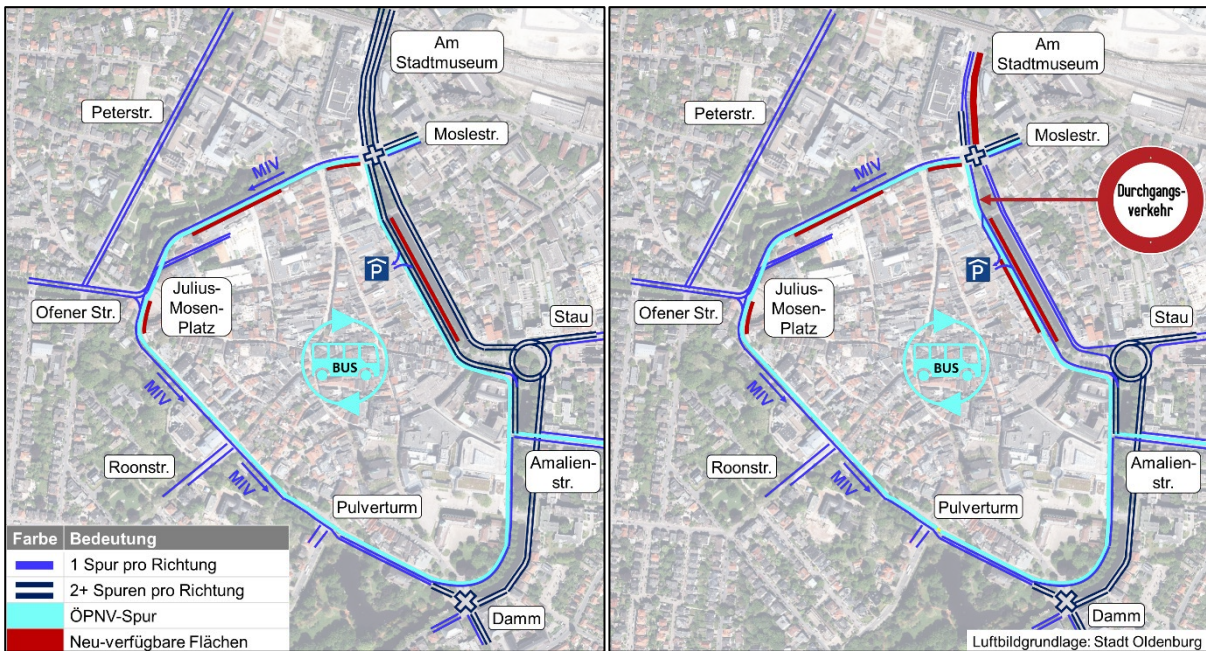 Am
Stadtmuseum
Peterstr.
Moslestr.
MIV
P
Julius-
Mosen-
Platz
Ofener Str.
Stau
BUS
MIV
Roonstr.
MIV
Amalien-
str.
Pulverturm
Damm
Farbe Bedeutung
1 Spur pro Richtung
2+ Spuren pro Richtung
ÖPNV-Spur
Neu-verfügbare Flächen
Am
Stadtmuseum
Peterstr.
Moslestr.
MIV
Durchgangs-
verkehr
P
Julius-
Mosen-
Platz
Ofener Str.
Stau
BUS
MIV
Roonstr.
MIV
Amalien-
str.
Pulverturm
Damm
Luftbildgrundlage: Stadt Oldenburg